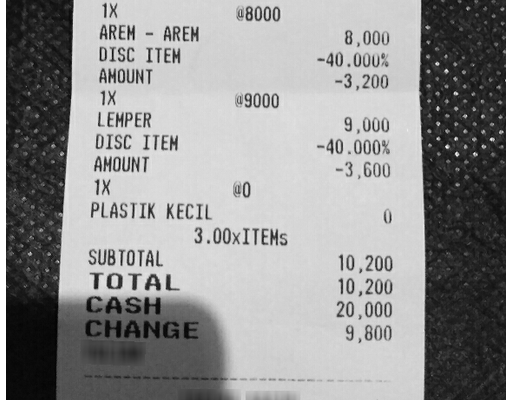 1X @8000
AREM - AREM 8,000
DISC ITEM -40.000%
AMOUNT -3,200
1X @9000
LEMPER 9,000
DISC ITEM -40.000%
AMOUNT -3,600
1X @0
PLASTIK KECIL 0
3.00xITEMs
SUBTOTAL 10,200
TOTAL 10,200
CASH 20,000
CHANGE 9,800